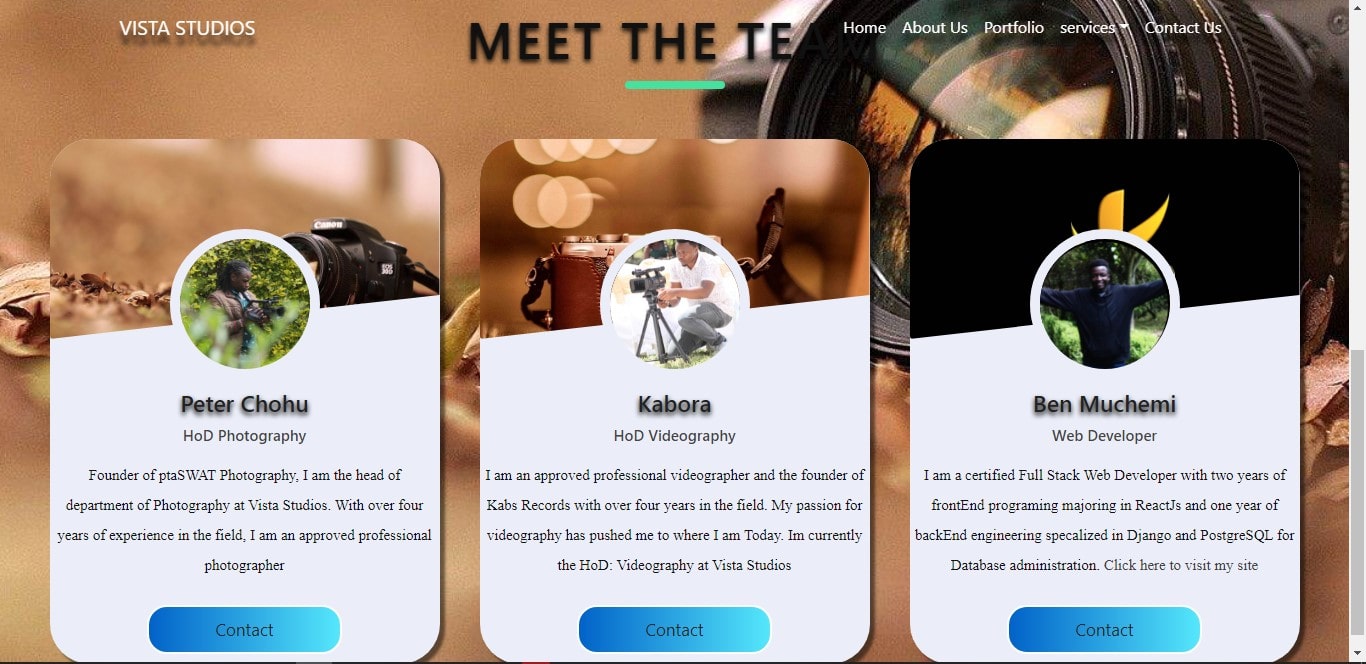 VISTA STUDIOS
MEET THE TEAM
Home About Us Portfolio services Contact Us
Canon
EOS
30D
Peter Chohu
HoD Photography
Founder of ptaSWAT Photography, I am the head of
department of Photography at Vista Studios. With over four
years of experience in the field, I am an approved professional
photographer
Contact
Kabora
HoD Videography
I am an approved professional videographer and the founder of
Kabs Records with over four years in the field. My passion for
videography has pushed me to where I am Today. Im currently
the HoD: Videography at Vista Studios
Contact
Ben Muchemi
Web Developer
I am a certified Full Stack Web Developer with two years of
frontEnd programing majoring in ReactJs and one year of
backEnd engineering specalized in Django and PostgreSQL for
Database administration. Click here to visit my site
Contact